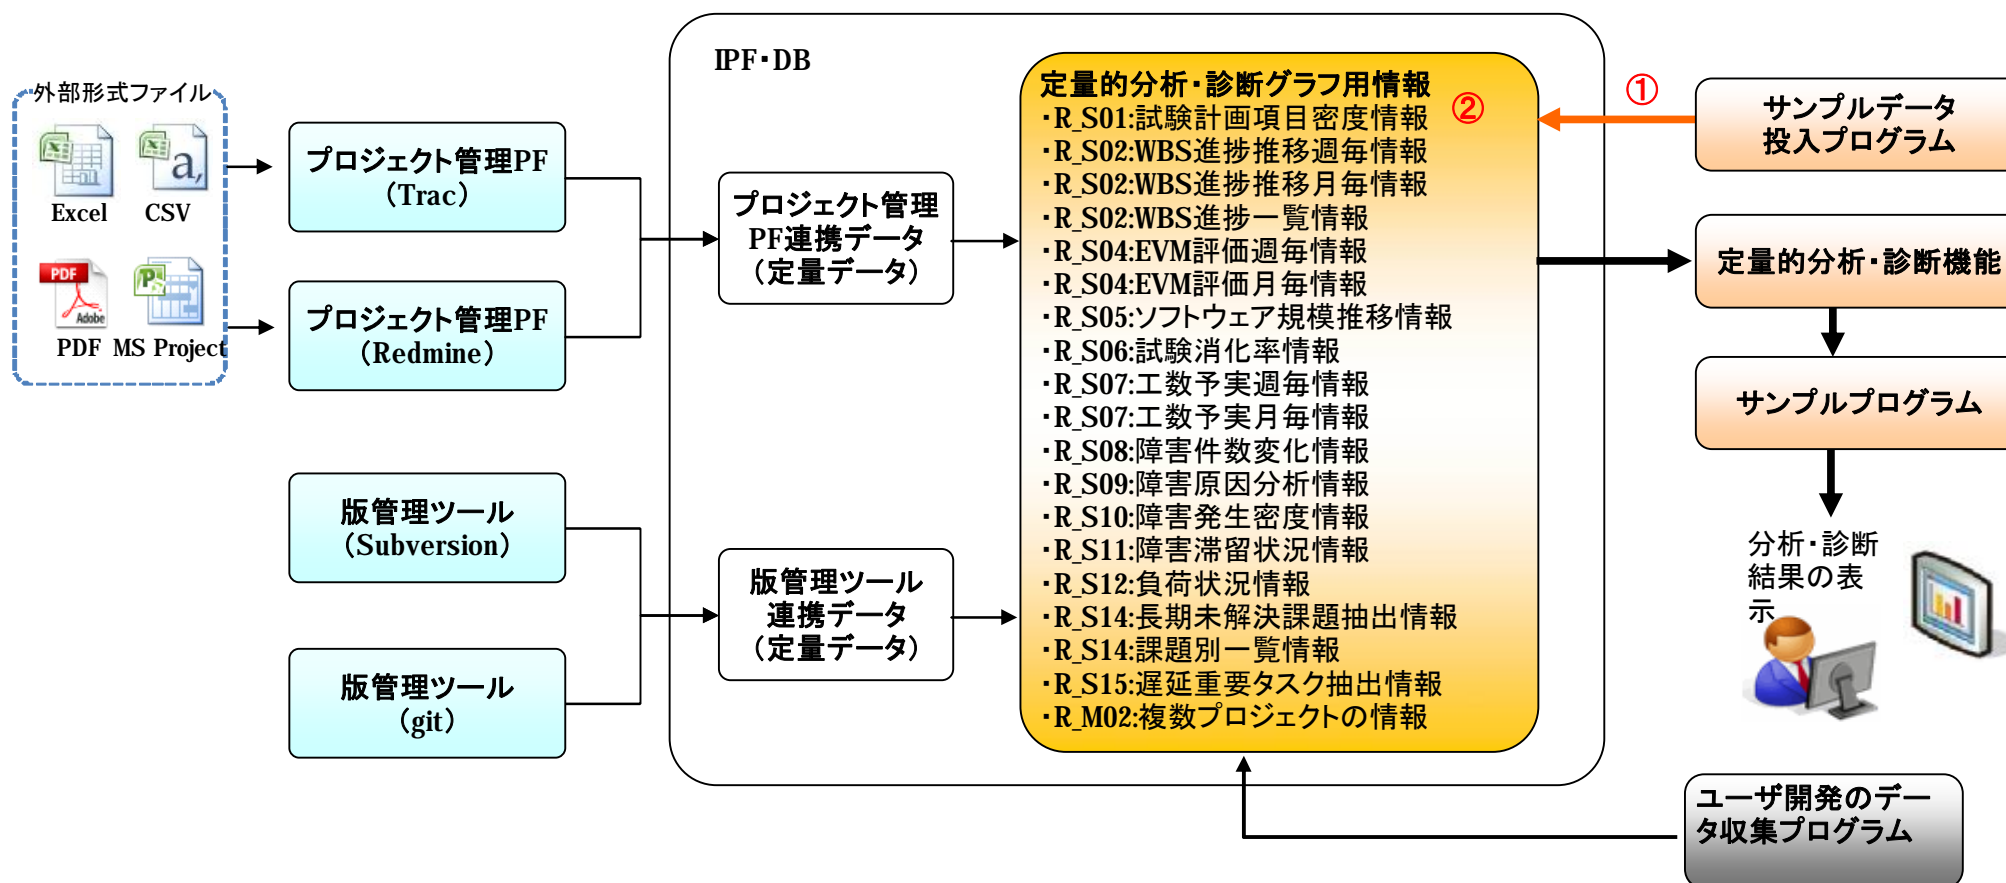 外部形式ファイル
Excel
CSV
PDF
Adobe
PDF
MS Project
プロジェクト管理PF
（Trac）
プロジェクト管理PF
（Redmine）
版管理ツール
（Subversion）
版管理ツール
（git）
IPF・DB
プロジェクト管理
PF連携データ
（定量データ）
版管理ツール
連携データ
（定量データ）
定量的分析・診断グラフ用情報
②
・R_S01:試験計画項目密度情報
・R_S02:WBS進捗推移週毎情報
・R_S02:WBS進捗推移月毎情報
・R_S02:WBS進捗一覧情報
・R_S04:EVM評価週毎情報
・R_S04:EVM評価月毎情報
・R_S05:ソフトウェア規模推移情報
・R_S06:試験消化率情報
・R_S07:工数予実週毎情報
・R_S07:工数予実月毎情報
・R_S08:障害件数変化情報
・R_S09:障害原因分析情報
・R_S10:障害発生密度情報
・R_S11:障害滞留状況情報
・R_S12:負荷状況情報
・R_S14:長期未解決課題抽出情報
・R_S14:課題別一覧情報
・R_S15:遅延重要タスク抽出情報
・R_M02:複数プロジェクトの情報
①
サンプルデータ
投入プログラム
定量的分析・診断機能
サンプルプログラム
分析・診断
結果の表
示
ユーザ開発のデー
タ収集プログラム